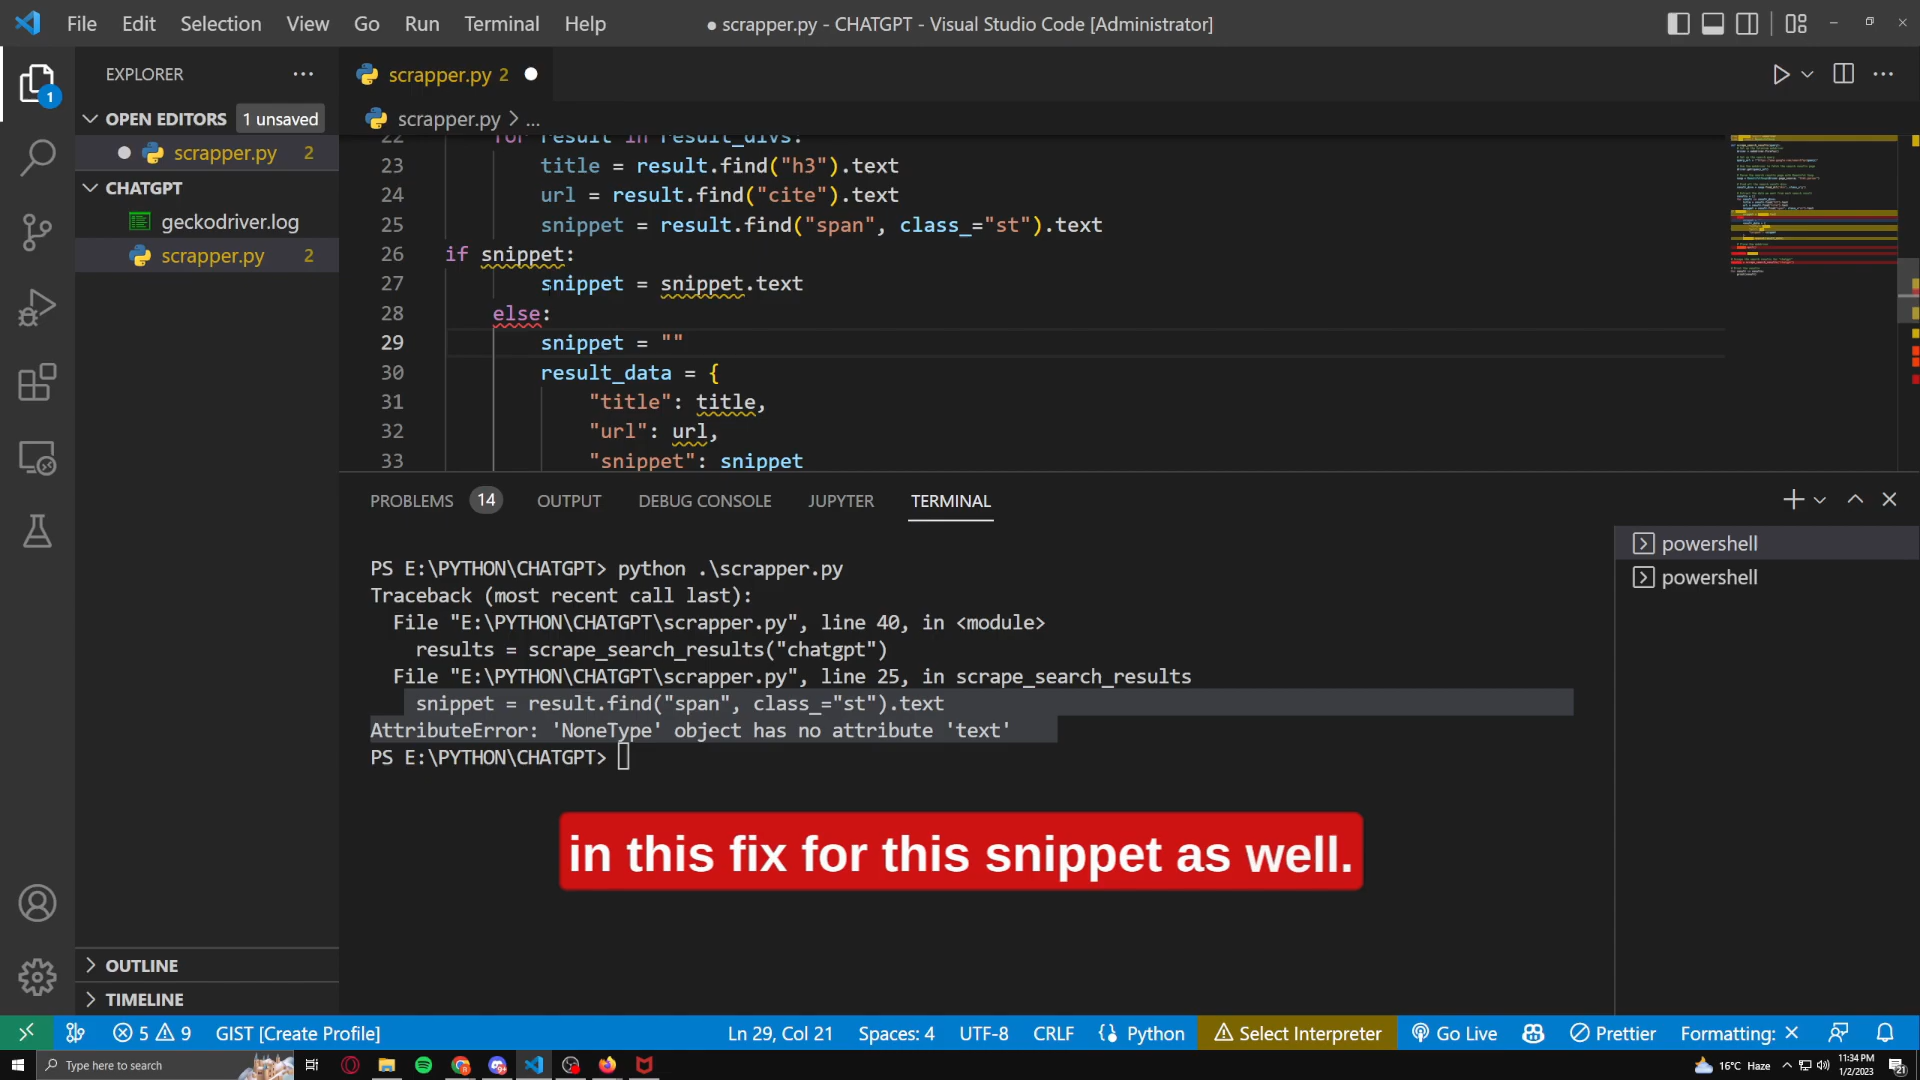 File Edit Selection View Go Run Terminal Help
● scrapper.py - CHATGPT - Visual Studio Code [Administrator]
EXPLORER
1
OPEN EDITORS 1 unsaved
scrapper.py 2
CHATGPT
geckodriver.log
scrapper.py 2
OUTLINE
TIMELINE
scrapper.py 2
scrapper.py > ...
22 for result in result_divs:
23 title = result.find("h3").text
24 url = result.find("cite").text
25 snippet = result.find("span", class_="st").text
26 if snippet:
27 snippet = snippet.text
28 else:
29 snippet = ""
30 result_data = {
31 "title": title,
32 "url": url,
33 "snippet": snippet
PROBLEMS 14 OUTPUT DEBUG CONSOLE JUPYTER TERMINAL
PS E:\PYTHON\CHATGPT> python .\scrapper.py
Traceback (most recent call last):
File "E:\PYTHON\CHATGPT\scrapper.py", line 40, in <module>
results = scrape_search_results("chatgpt")
File "E:\PYTHON\CHATGPT\scrapper.py", line 25, in scrape_search_results
snippet = result.find("span", class_="st").text
AttributeError: 'NoneType' object has no attribute 'text'
PS E:\PYTHON\CHATGPT>
powershell
powershell
in this fix for this snippet as well.
5 9 GIST [Create Profile] Ln 29, Col 21 Spaces: 4 UTF-8 CRLF Python Select Interpreter Go Live Prettier Formatting: ×
Type here to search
16°C Haze
11:34 PM
1/2/2023
21